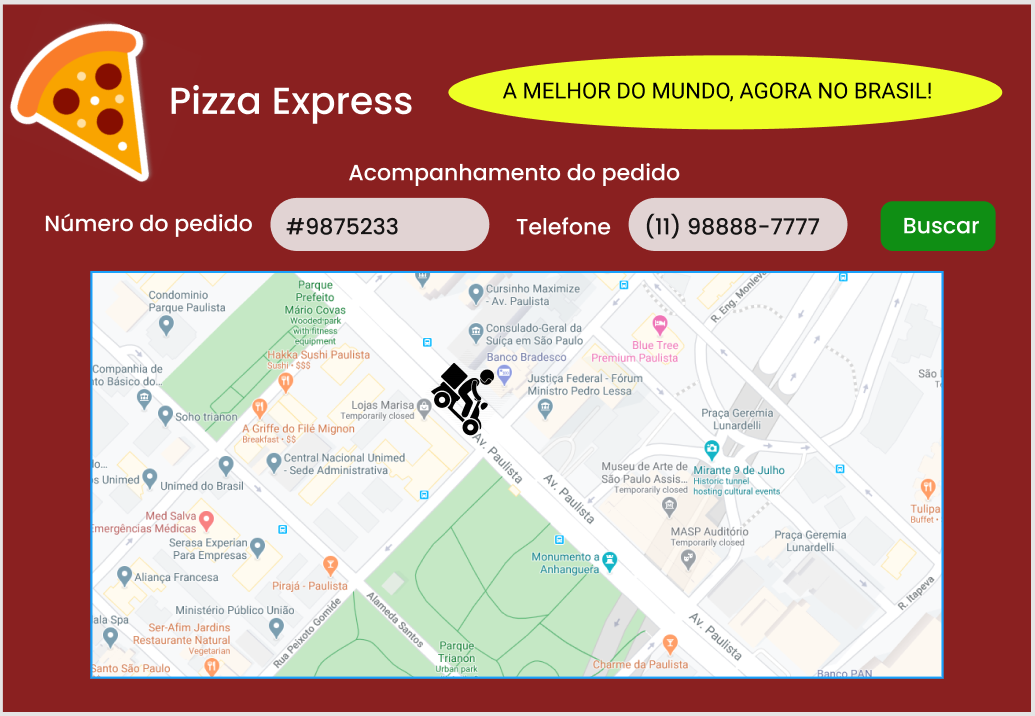 Pizza Express
A MELHOR DO MUNDO, AGORA NO BRASIL!
Acompanhamento do pedido
Número do pedido
#9875233
Telefone
(11) 98888-7777
Buscar
Condominio
Parque Paulista
Parque
Prefeito
Mário Covas
Wooded park
with fitness
equipment
Cursinho Maximize
- Av. Paulista
R. Eng. Monleva
Consulado-Geral da
Suíça em São Paulo
Blue Tree
Premium Paulista
Hakka Sushi Paulista
Sushi • $$$
Banco Bradesco
Companhia de
to Básico do...
Justiça Federal - Fórum
Ministro Pedro Lessa
São I
Tr
Soho trianon
Lojas Marisa
Temporarily closed
Praça Geremia
Lunardelli
A Griffe do Filé Mignon
Breakfast • $$
Av. Paulista
Central Nacional Unimed
- Sede Administrativa
lo...
s Unimed
Unimed do Brasil
Av. Paulista
Museu de Arte de
São Paulo Assis...
Temporarily closed
Mirante 9 de Julho
Historic tunnel
hosting cultural events
Tulipa
Buffet •
Med Salva
Emergências Médicas
MASP Auditório
Temporarily closed
Praça Geremia
Lunardelli
Serasa Experian
Para Empresas
Monumento a
Anhanguera
Aliança Francesa
Pirajá - Paulista
R. Itapeva
Ministério Público União
ala Spa
Rua Peixoto Gomide
Alameda Santos
Av. Paulista
Ser-Afim Jardins
Restaurante Natural
Vegetarian
Parque
Trianon
Urban park
Santo São Paulo
Charme da Paulista
Banco PAN